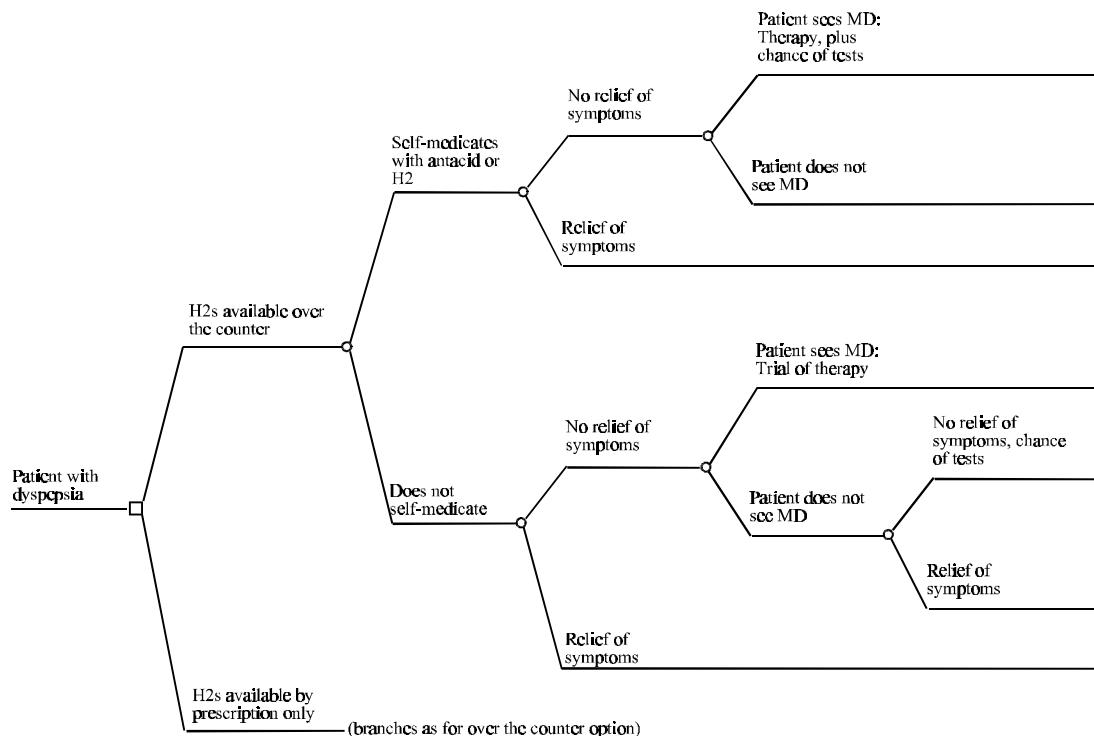 Patient sees MD:
Therapy, plus
chance of tests
No relief of
symptoms
Self-medicates
with antacid or
H2
Patient does not
see MD
Relief of
symptoms
H2s available over
the counter
Patient sees MD:
Trial of therapy
No relief of
symptoms, chance
of tests
No relief of
symptoms
Patient with
dyspepsia
Does not
self-medicate
Patient does not
see MD
Relief of
symptoms
Relief of
symptoms
H2s available by
prescription only
(branches as for over the counter option)